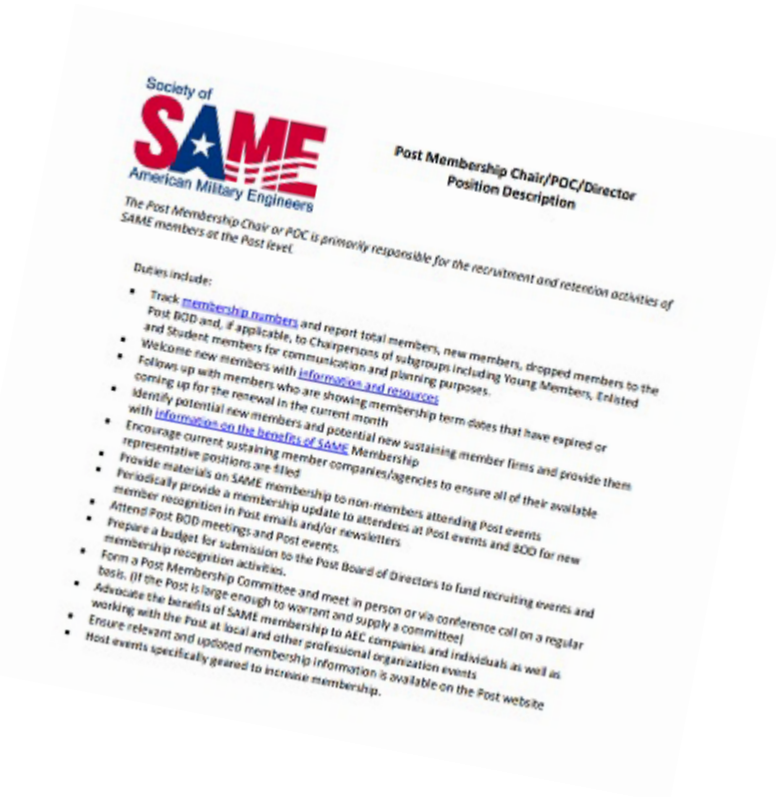 Society of
SAME
American Military Engineers
Post Membership Chair/POC/Director
Position Description
The Post Membership Chair or POC is primarily responsible for the recruitment and retention activities of
SAME members at the Post level.
Duties include:
▪ Track membership numbers and report total members, new members, dropped members to the
Post BOD and, if applicable, to Chairpersons of subgroups including Young Members, Enlisted
and Student members for communication and planning purposes.
▪ Welcome new members with information and resources
▪ Follows up with members who are showing membership term dates that have expired or
coming up for the renewal in the current month
▪ Identify potential new members and potential new sustaining member firms and provide them
with information on the benefits of SAME Membership
▪ Encourage current sustaining member companies/agencies to ensure all of their available
representative positions are filled
▪ Provide materials on SAME membership to non-members attending Post events
▪ Periodically provide a membership update to attendees at Post events and BOD for new
member recognition in Post emails and/or newsletters
▪ Attend Post BOD meetings and Post events.
▪ Prepare a budget for submission to the Post Board of Directors to fund recruiting events and
membership recognition activities.
▪ Form a Post Membership Committee and meet in person or via conference call on a regular
basis. (If the Post is large enough to warrant and supply a committee)
▪ Advocate the benefits of SAME membership to AEC companies and individuals as well as
working with the Post at local and other professional organization events
▪ Ensure relevant and updated membership information is available on the Post website
▪ Host events specifically geared to increase membership.